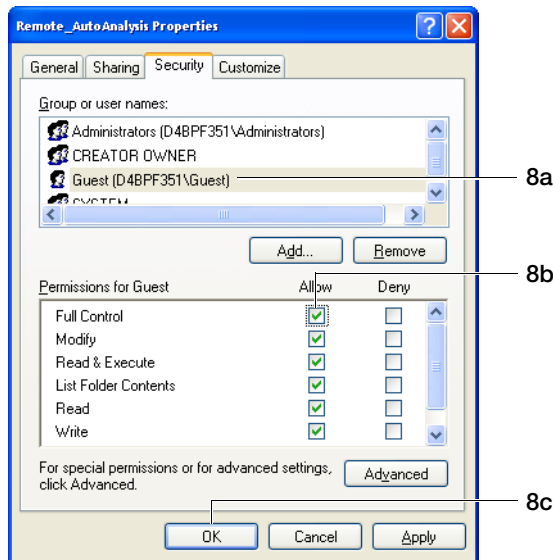 Remote_AutoAnalysis Properties
General Sharing Security Customize
Group or user names:
Administrators (D4BPF351\Administrators)
CREATOR OWNER
Guest (D4BPF351\Guest) 8a
SYSTEM
Add... Remove
8b
Permissions for Guest Allow Deny
Full Control
Modify
Read & Execute
List Folder Contents
Read
Write
For special permissions or for advanced settings,
click Advanced. Advanced
8c
OK Cancel Apply